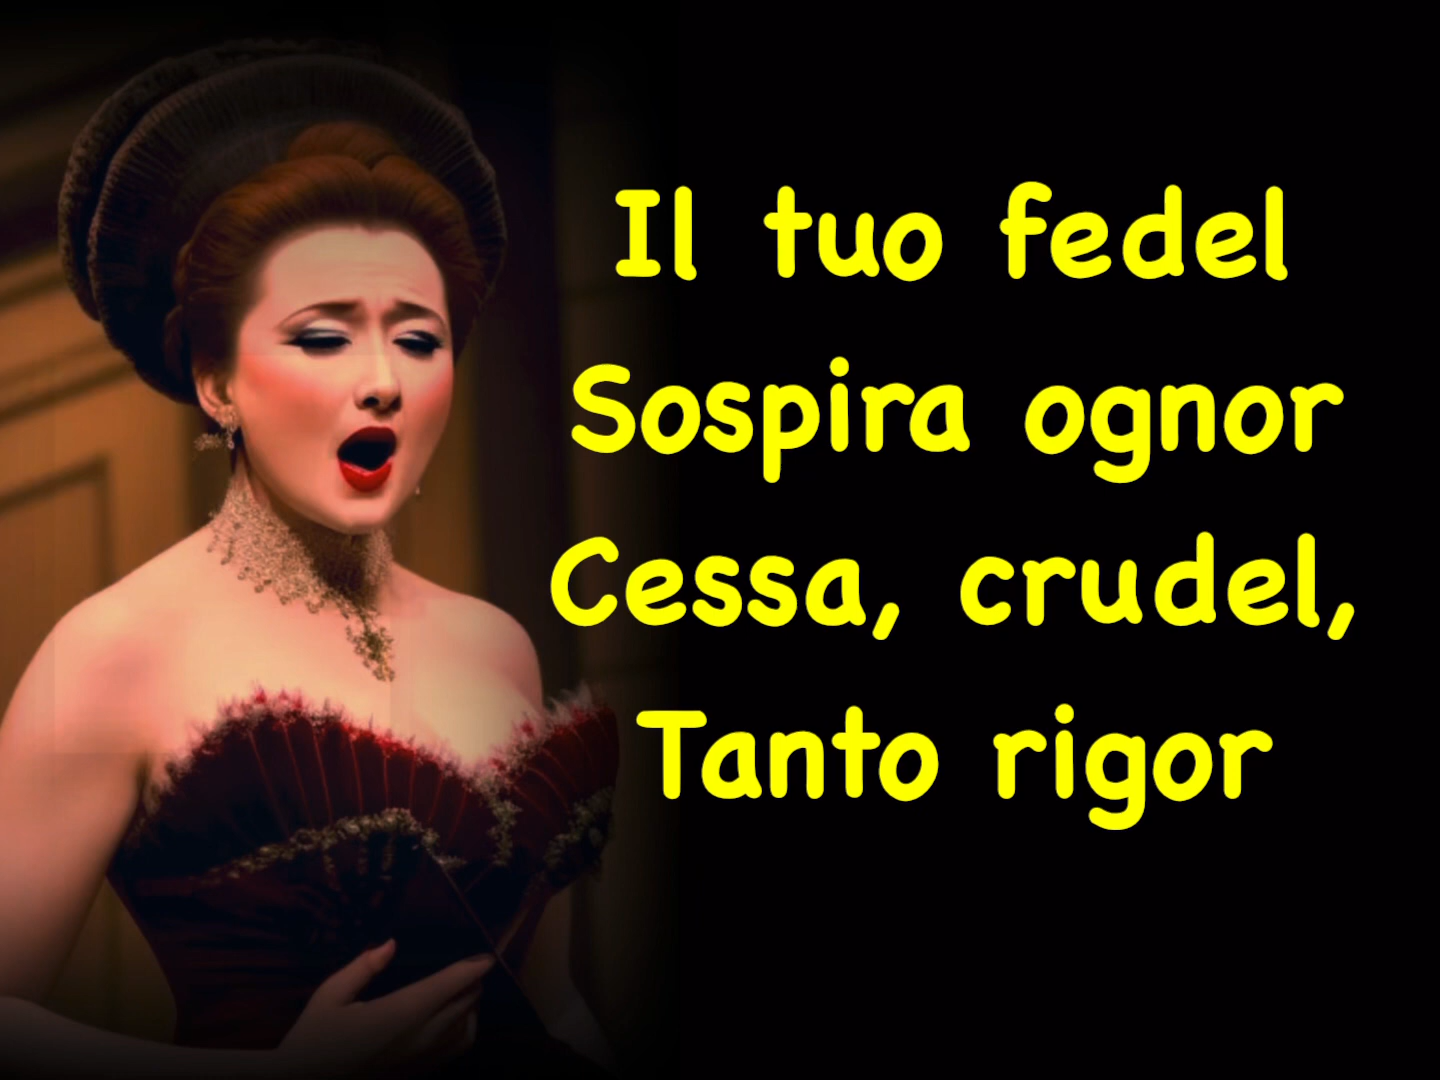 Il tuo fedel
Sospira ognor
Cessa, crudel,
Tanto rigor